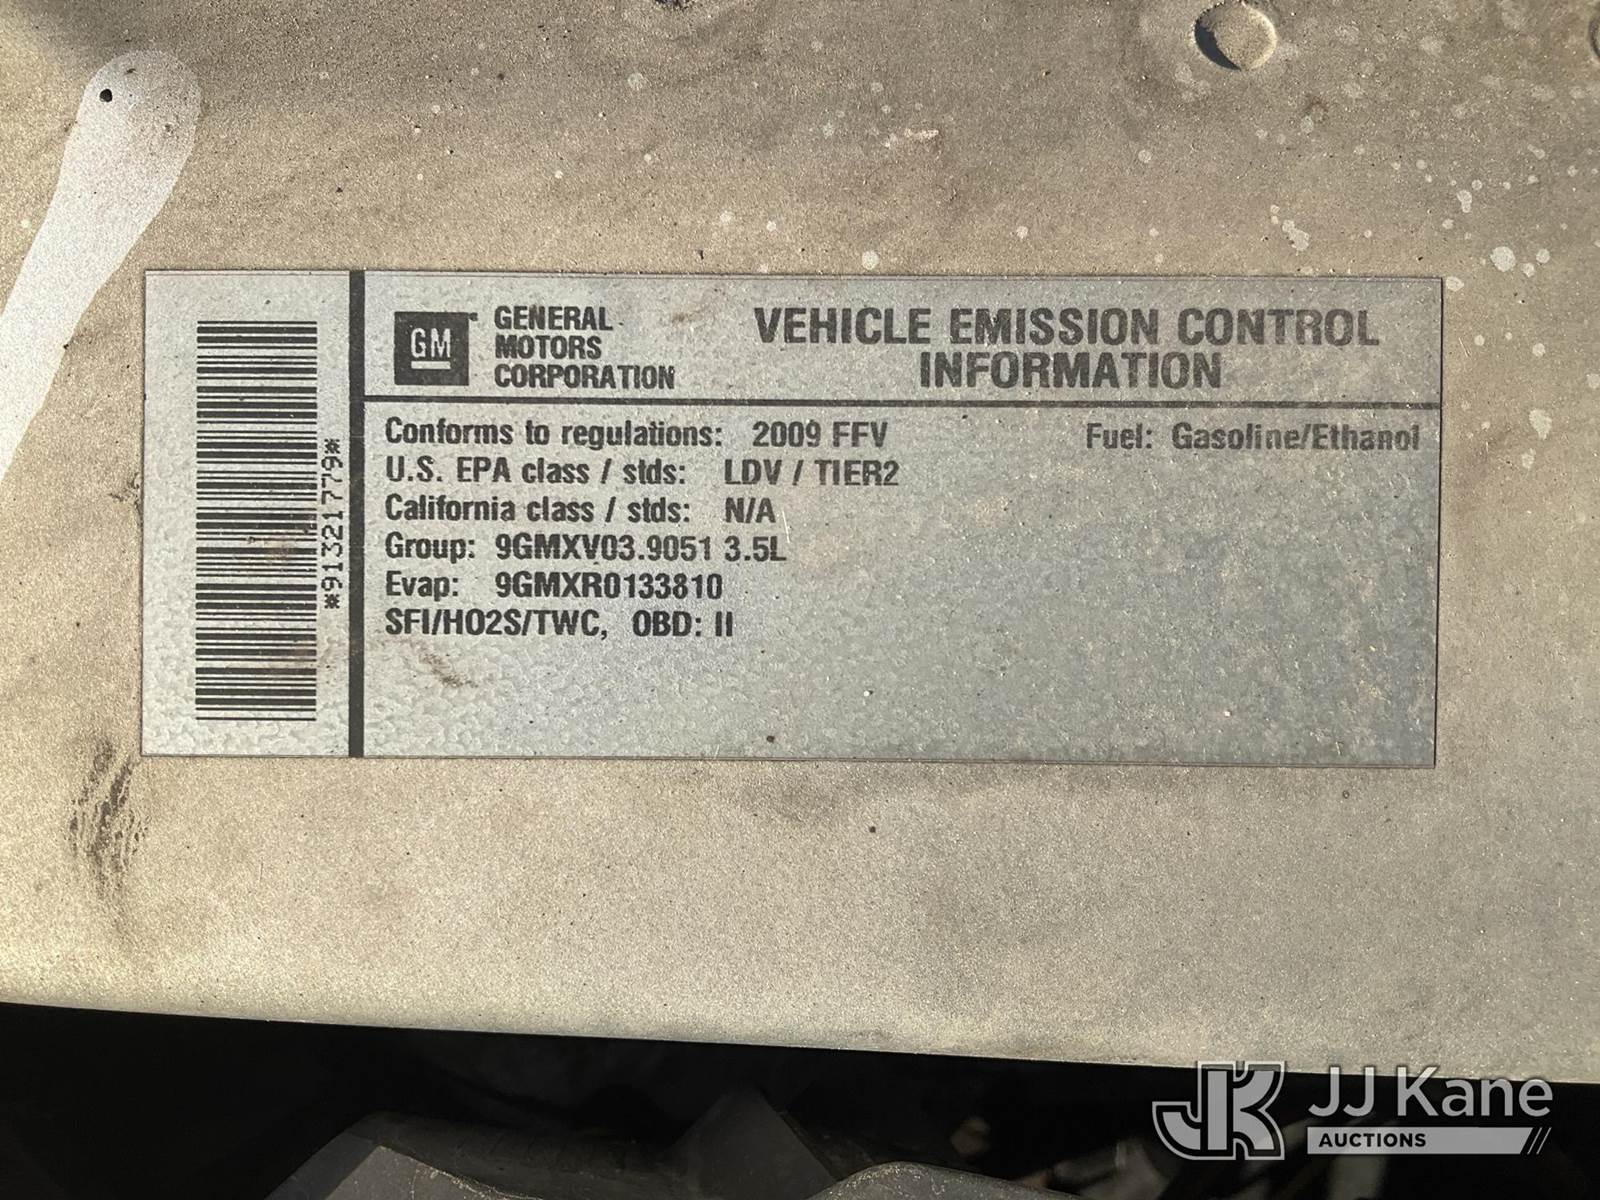 *91321779*
GM
GENERAL
MOTORS
CORPORATION
VEHICLE EMISSION CONTROL
INFORMATION
Conforms to regulations: 2009 FFV
Fuel: Gasoline/Ethanol
U.S. EPA class / stds: LDV / TIER2
California class / stds: N/A
Group: 9GMXV03.9051 3.5L
Evap: 9GMXR0133810
SFI/HO2S/TWC, OBD: II
JK JJ Kane
AUCTIONS